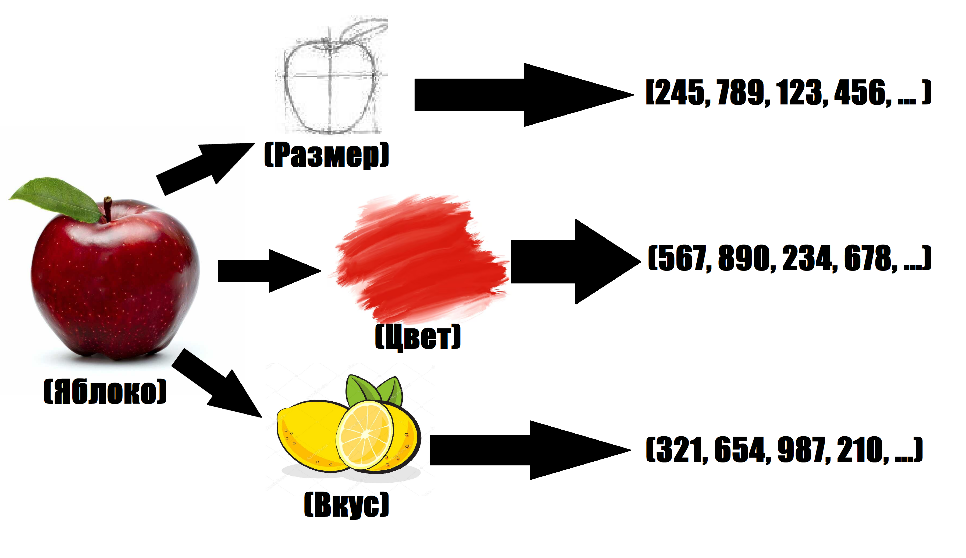 [245, 789, 123, 456, ... )
(Размер)
(567, 890, 234, 678, ...)
(Цвет)
(Яблоко)
(321, 654, 987, 210, ...)
(Вкус)